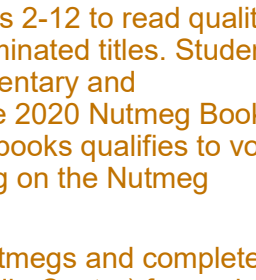 s 2-12 to read qualit
minated titles. Studen
entary and
e 2020 Nutmeg Book
books qualifies to vo
g on the Nutmeg
tmegs and complete